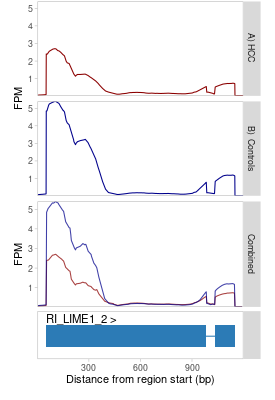 5
4
3
2
1
FPM
A) HCC
5
4
3
2
1
B) Controls
5
4
3
2
1
FPM
Combined
RI_LIME1_2 >
300 600 900
Distance from region start (bp)